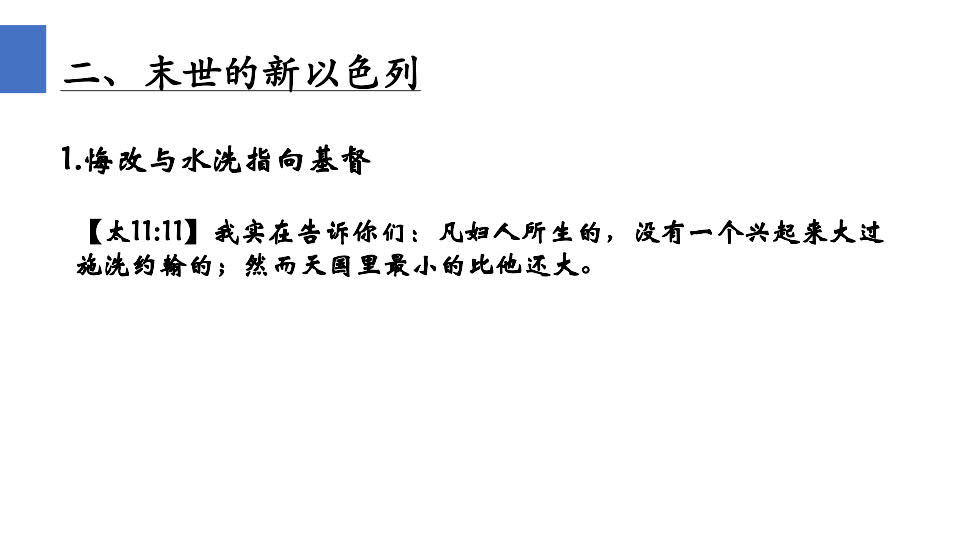 二、末世的新以色列
1.悔改与水洗指向基督
【太11:11】我实在告诉你们：凡妇人所生的，没有一个兴起来大过
施洗约翰的；然而天国里最小的比他还大。